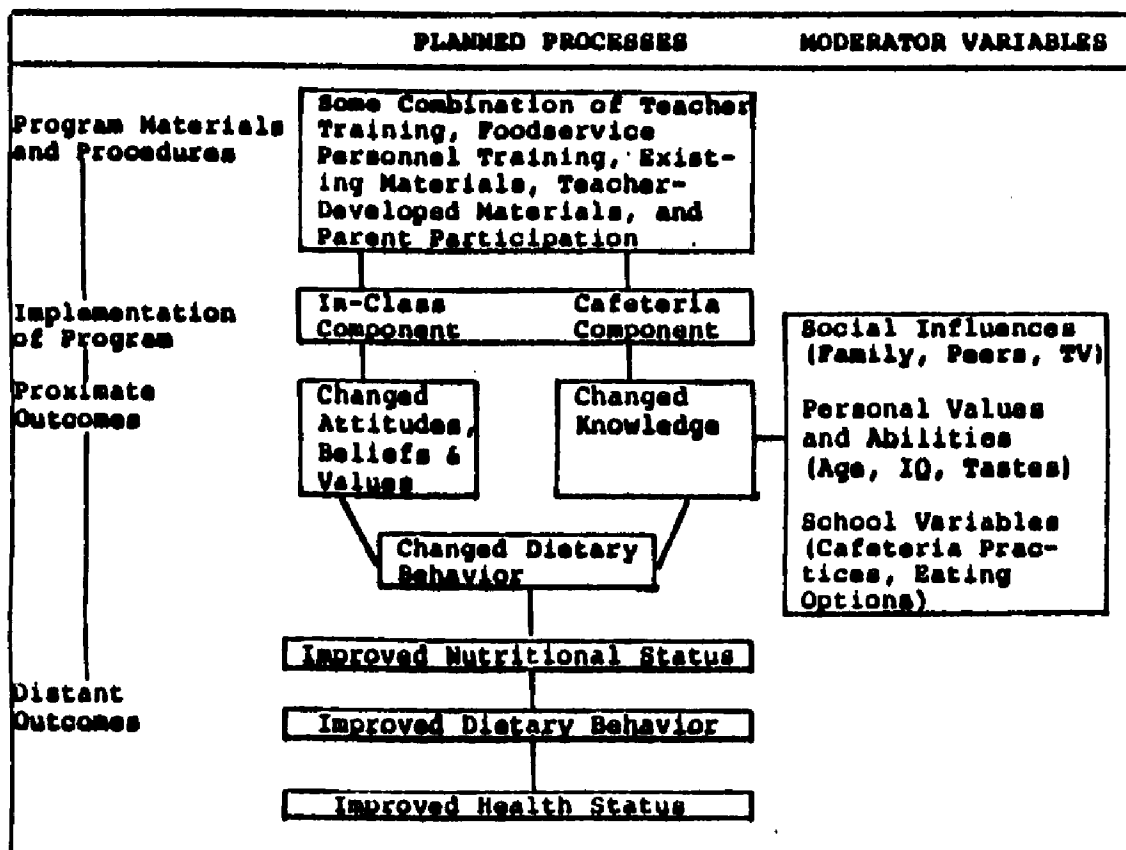 PLANNED PROCESSES
MODERATOR VARIABLES
Program Materials
and Procedures
Some Combination of Teacher
Training, Foodservice
Personnel Training, Exist-
ing Materials, Teacher-
Developed Materials, and
Parent Participation
Implementation
of Program
In-Class
Component
Cafeteria
Component
Proximate
Outcomes
Changed
Attitudes,
Beliefs &
Values
Changed
Knowledge
Social Influences
(Family, Peers, TV)
Personal Values
and Abilities
(Age, IQ, Tastes)
School Variables
(Cafeteria Prac-
tices, Eating
Options)
Changed Dietary
Behavior
Distant
Outcomes
Improved Nutritional Status
Improved Dietary Behavior
Improved Health Status